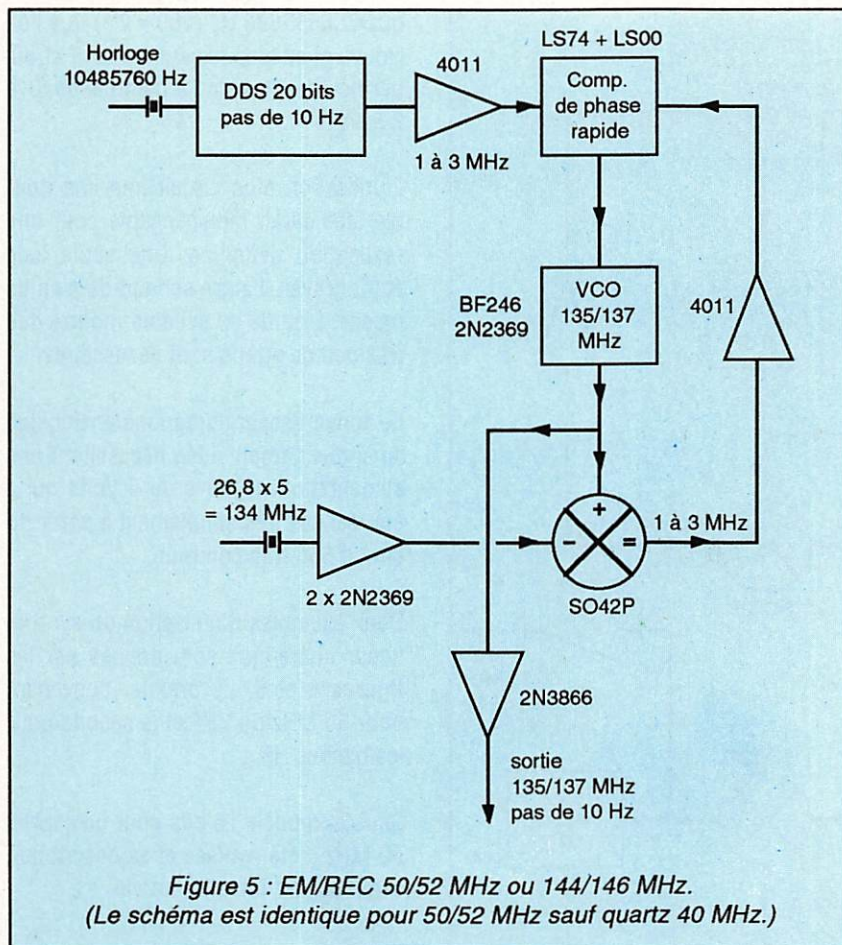 LS74 + LS00
Horloge
10485760 Hz
DDS 20 bits
pas de 10 Hz
4011
1 à 3 MHz
Comp.
de phase
rapide
BF246
2N2369
VCO
135/137
MHz
4011
26,8 x 5
= 134 MHz
2 x 2N2369
+
−
=
1 à 3 MHz
SO42P
2N3866
sortie
135/137 MHz
pas de 10 Hz
Figure 5 : EM/REC 50/52 MHz ou 144/146 MHz.
(Le schéma est identique pour 50/52 MHz sauf quartz 40 MHz.)